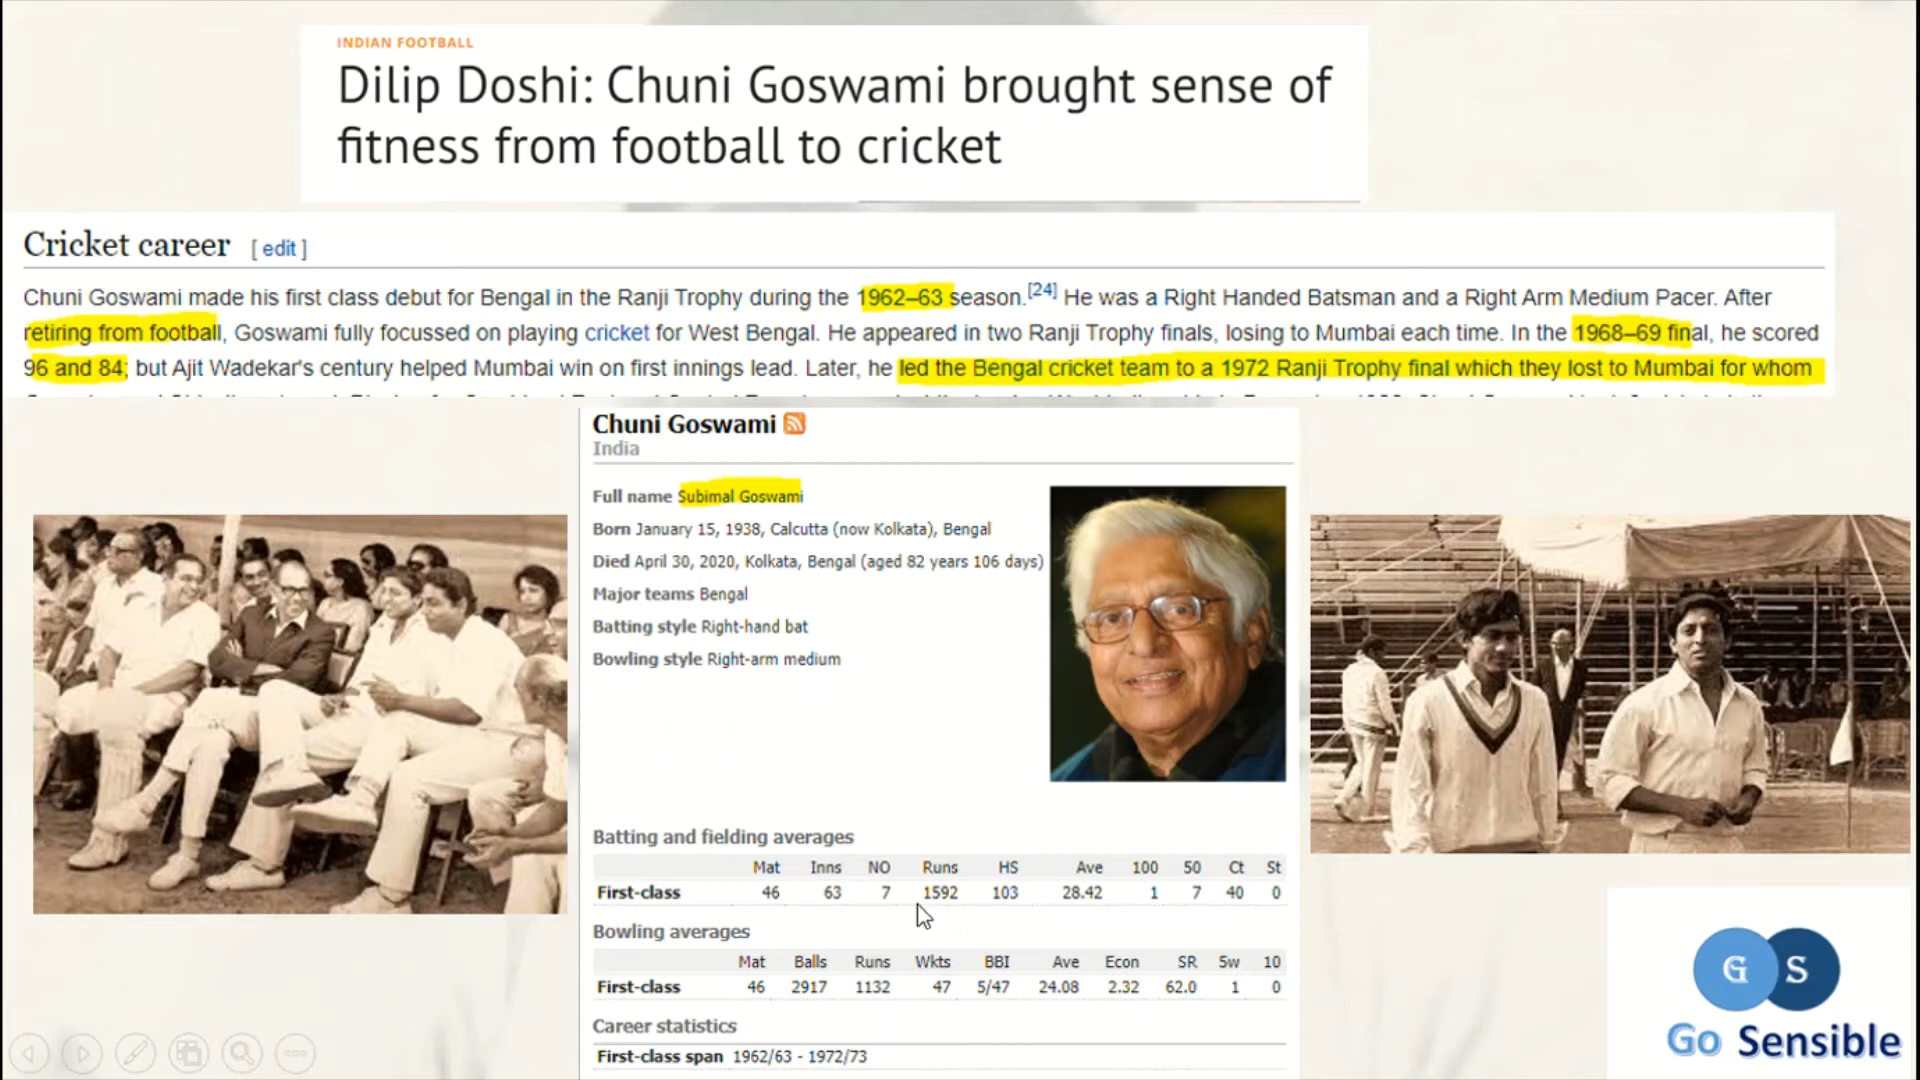 INDIAN FOOTBALL
Dilip Doshi: Chuni Goswami brought sense of
fitness from football to cricket
Cricket career [ edit ]
Chuni Goswami made his first class debut for Bengal in the Ranji Trophy during the 1962–63 season.[24] He was a Right Handed Batsman and a Right Arm Medium Pacer. After
retiring from football, Goswami fully focussed on playing cricket for West Bengal. He appeared in two Ranji Trophy finals, losing to Mumbai each time. In the 1968–69 final, he scored
96 and 84; but Ajit Wadekar's century helped Mumbai win on first innings lead. Later, he led the Bengal cricket team to a 1972 Ranji Trophy final which they lost to Mumbai for whom
Chuni Goswami
India
Full name Subimal Goswami
Born January 15, 1938, Calcutta (now Kolkata), Bengal
Died April 30, 2020, Kolkata, Bengal (aged 82 years 106 days)
Major teams Bengal
Batting style Right-hand bat
Bowling style Right-arm medium
Batting and fielding averages
Mat Inns NO Runs HS Ave 100 50 Ct St
First-class 46 63 7 1592 103 28.42 1 7 40 0
Bowling averages
Mat Balls Runs Wkts BBI Ave Econ SR 5w 10
First-class 46 2917 1132 47 5/47 24.08 2.32 62.0 1 0
Career statistics
First-class span 1962/63 - 1972/73
G S
Go Sensible